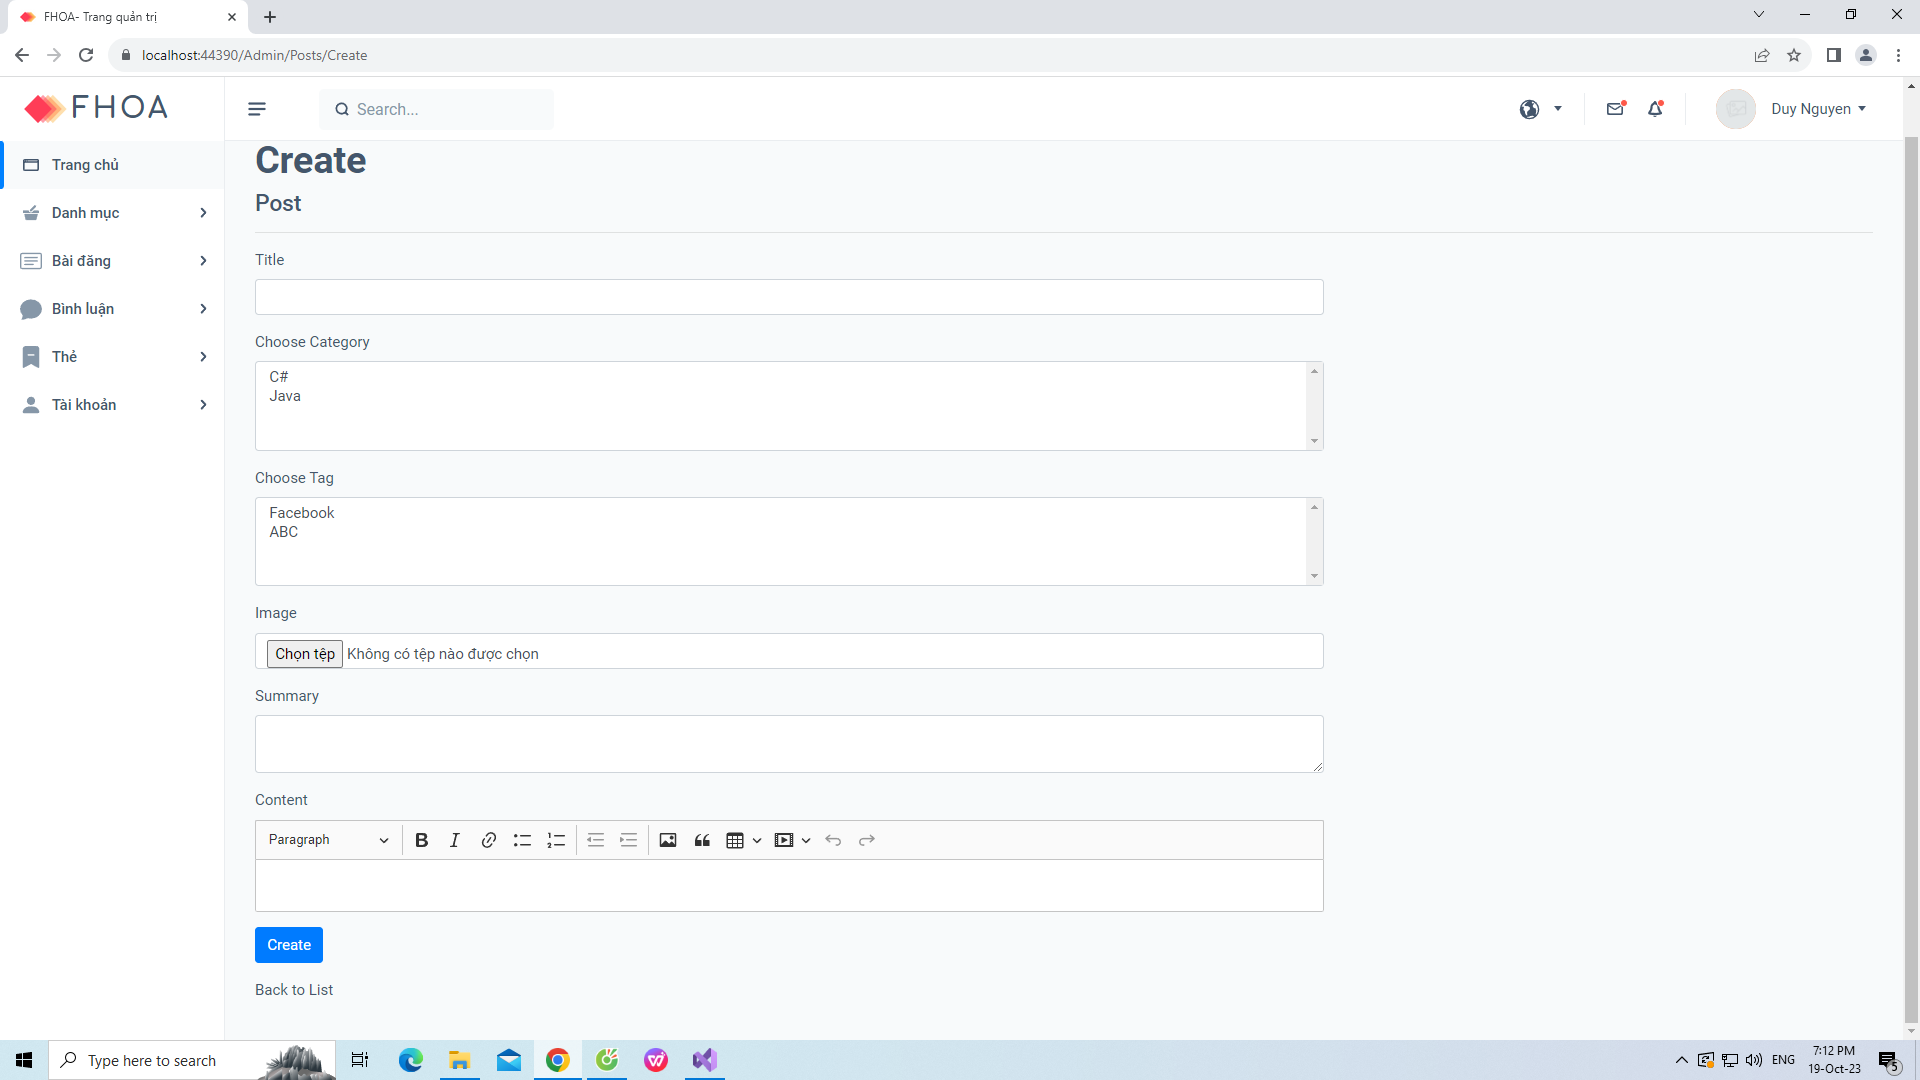 FHOA- Trang quản trị
localhost:44390/Admin/Posts/Create
FHOA
Search...
Duy Nguyen
Trang chủ
Danh mục
Bài đăng
Bình luận
Thẻ
Tài khoản
Create
Post
Title
Choose Category
C#
Java
Choose Tag
Facebook
ABC
Image
Chọn tệp Không có tệp nào được chọn
Summary
Content
Paragraph
Create
Back to List
Type here to search
ENG
7:12 PM
19-Oct-23
5